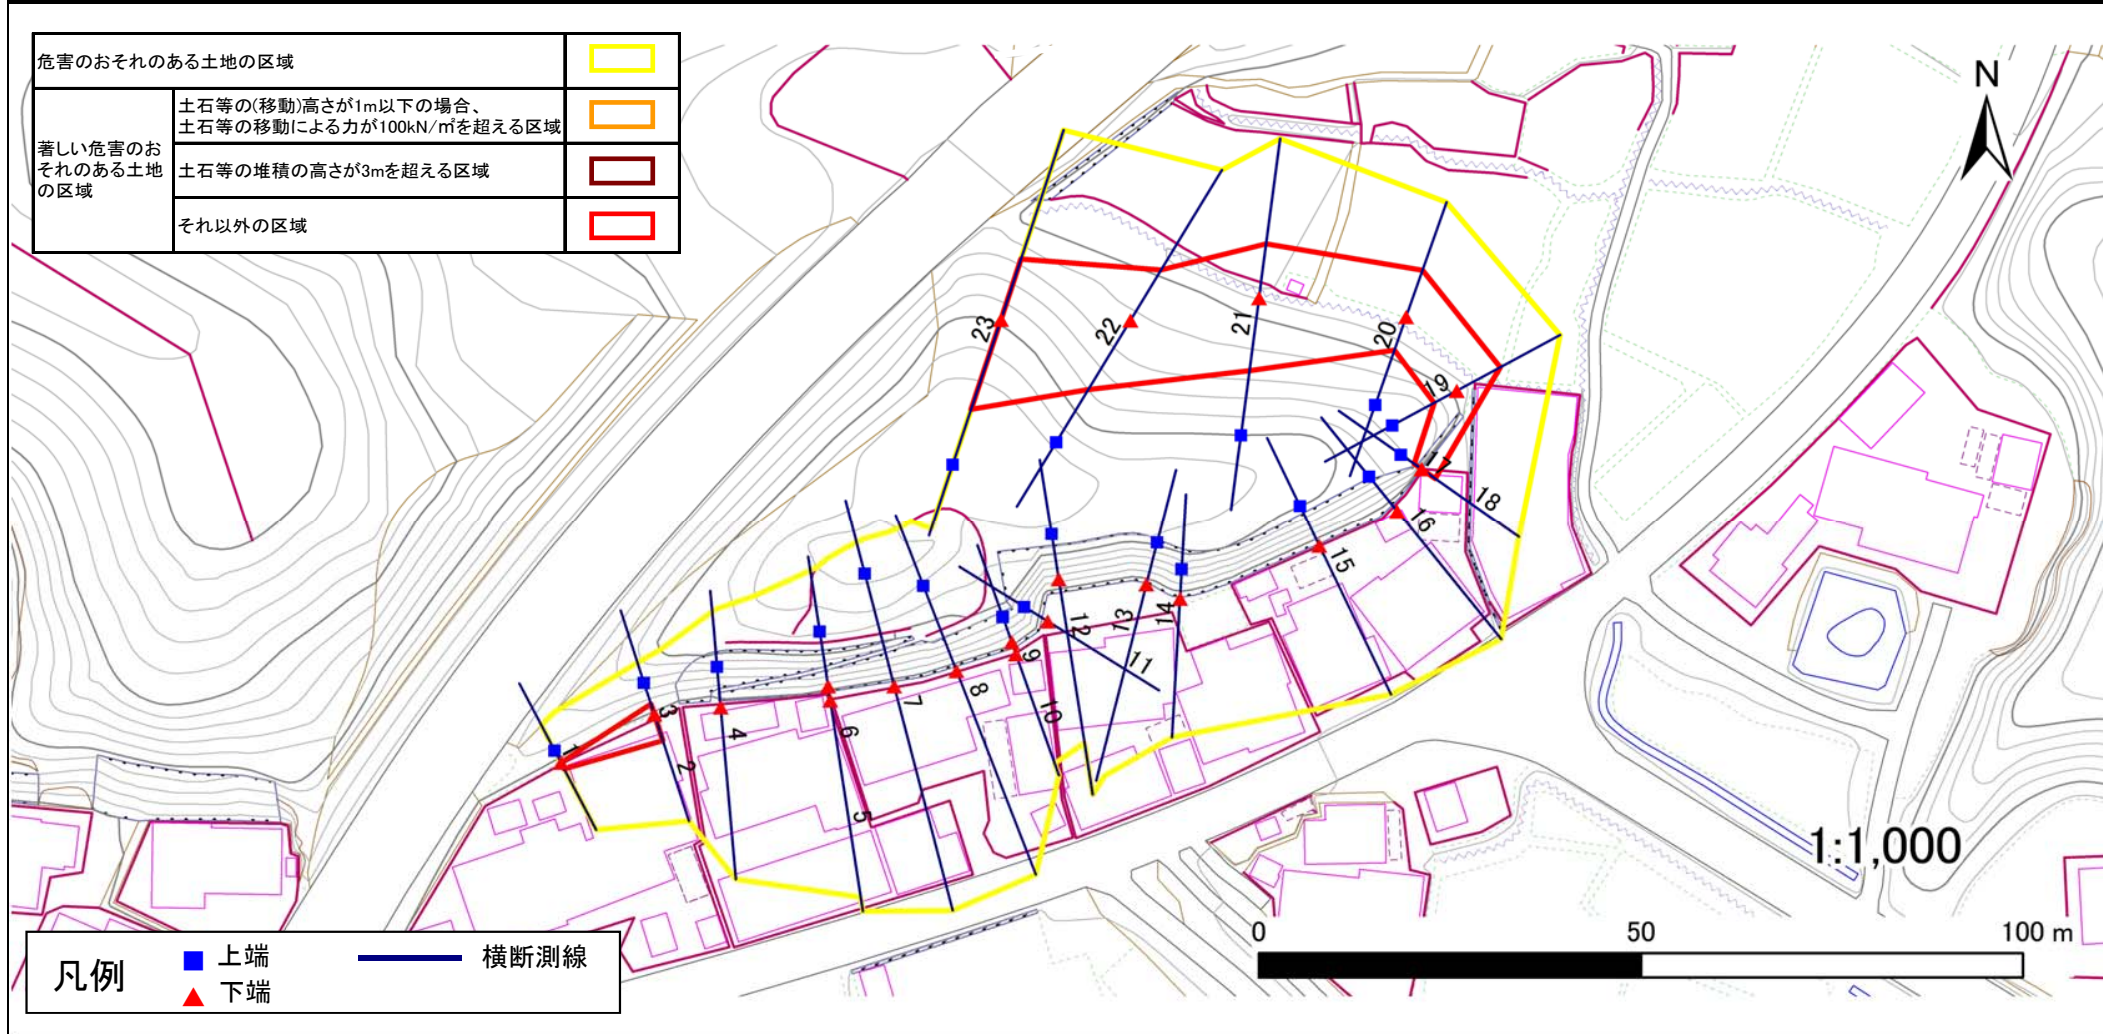 危害のおそれのある土地の区域
著しい危害のお
それのある土地
の区域
土石等の(移動)高さが1m以下の場合、
土石等の移動による力が100kN/㎡を超える区域
土石等の堆積の高さが3mを超える区域
それ以外の区域
N
23
22
21
20
19
17
18
16
15
14
13
12
11
10
9
8
7
6
5
4
3
2
1
1:1,000
0
50
100 m
凡例
上端
横断測線
下端